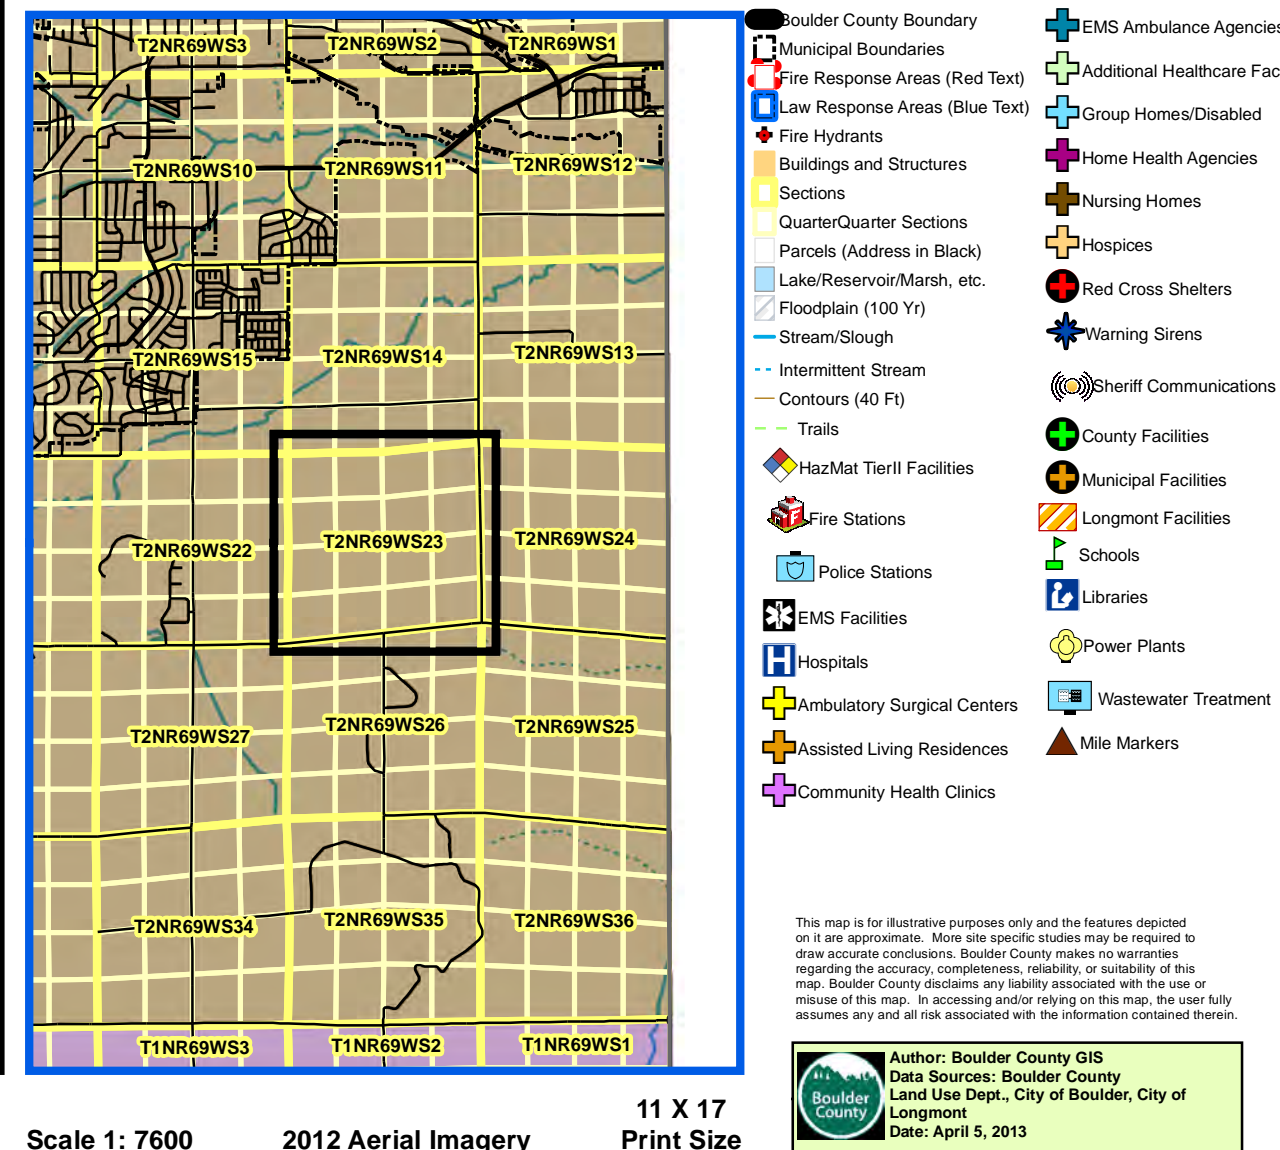 T2NR69WS3
T2NR69WS2
T2NR69WS1
T2NR69WS10
T2NR69WS11
T2NR69WS12
T2NR69WS15
T2NR69WS14
T2NR69WS13
T2NR69WS22
T2NR69WS23
T2NR69WS24
T2NR69WS27
T2NR69WS26
T2NR69WS25
T2NR69WS34
T2NR69WS35
T2NR69WS36
T1NR69WS3
T1NR69WS2
T1NR69WS1
Scale 1: 7600
2012 Aerial Imagery
11 X 17
Print Size
Boulder County Boundary
Municipal Boundaries
Fire Response Areas (Red Text)
Law Response Areas (Blue Text)
Fire Hydrants
Buildings and Structures
Sections
QuarterQuarter Sections
Parcels (Address in Black)
Lake/Reservoir/Marsh, etc.
Floodplain (100 Yr)
Stream/Slough
Intermittent Stream
Contours (40 Ft)
Trails
HazMat TierII Facilities
Fire Stations
Police Stations
EMS Facilities
Hospitals
Ambulatory Surgical Centers
Assisted Living Residences
Community Health Clinics
EMS Ambulance Agencies
Additional Healthcare Fac
Group Homes/Disabled
Home Health Agencies
Nursing Homes
Hospices
Red Cross Shelters
Warning Sirens
Sheriff Communications
County Facilities
Municipal Facilities
Longmont Facilities
Schools
Libraries
Power Plants
Wastewater Treatment
Mile Markers
This map is for illustrative purposes only and the features depicted
on it are approximate. More site specific studies may be required to
draw accurate conclusions. Boulder County makes no warranties
regarding the accuracy, completeness, reliability, or suitability of this
map. Boulder County disclaims any liability associated with the use or
misuse of this map. In accessing and/or relying on this map, the user fully
assumes any and all risk associated with the information contained therein.
Boulder
County
Author: Boulder County GIS
Data Sources: Boulder County
Land Use Dept., City of Boulder, City of
Longmont
Date: April 5, 2013